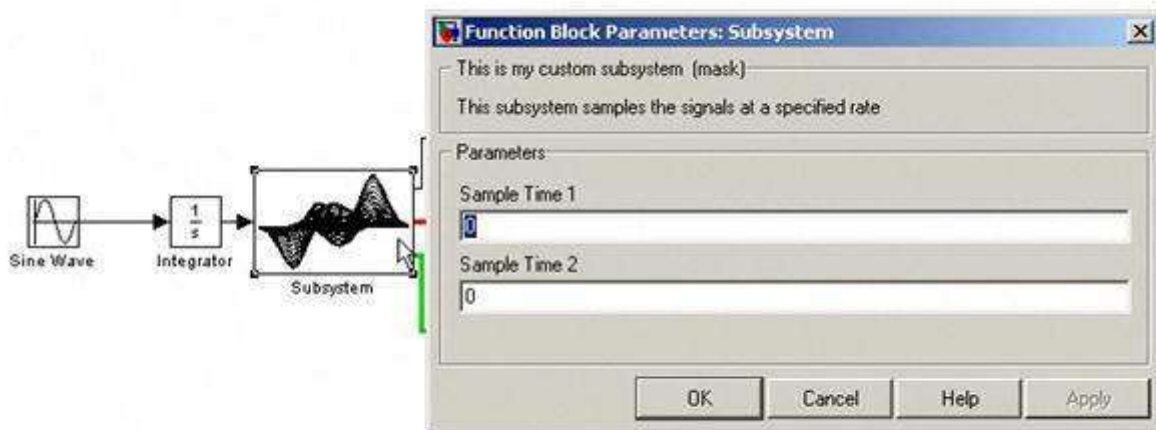 Function Block Parameters: Subsystem
This is my custom subsystem (mask)
This subsystem samples the signals at a specified rate
Parameters
Sample Time 1
0
Sample Time 2
0
OK Cancel Help Apply
1
s
Sine Wave Integrator
Subsystem